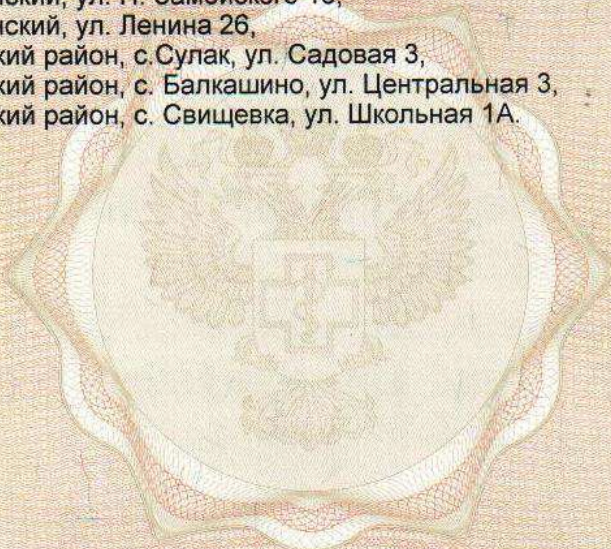 ский, ул. Ленина 26,
кий район, с.Сулак, ул. Садовая 3,
кий район, с. Балкашино, ул. Центральная 3,
кий район, с. Свищевка, ул. Школьная 1А.